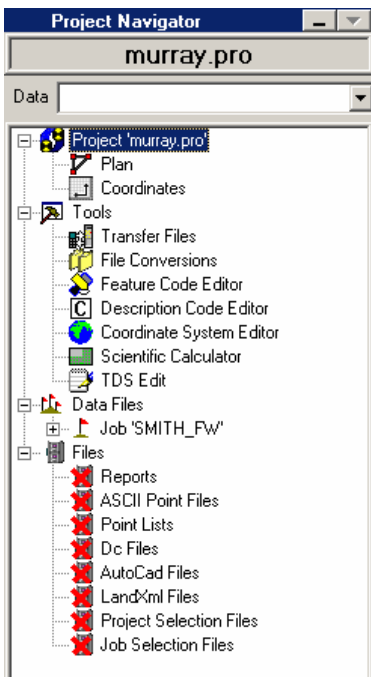 Project Navigator
murray.pro
Data
Project 'murray.pro'
Plan
Coordinates
Tools
Transfer Files
File Conversions
Feature Code Editor
C Description Code Editor
Coordinate System Editor
Scientific Calculator
TDS Edit
Data Files
Job 'SMITH_FW'
Files
Reports
ASCII Point Files
Point Lists
Dc Files
AutoCad Files
LandXml Files
Project Selection Files
Job Selection Files